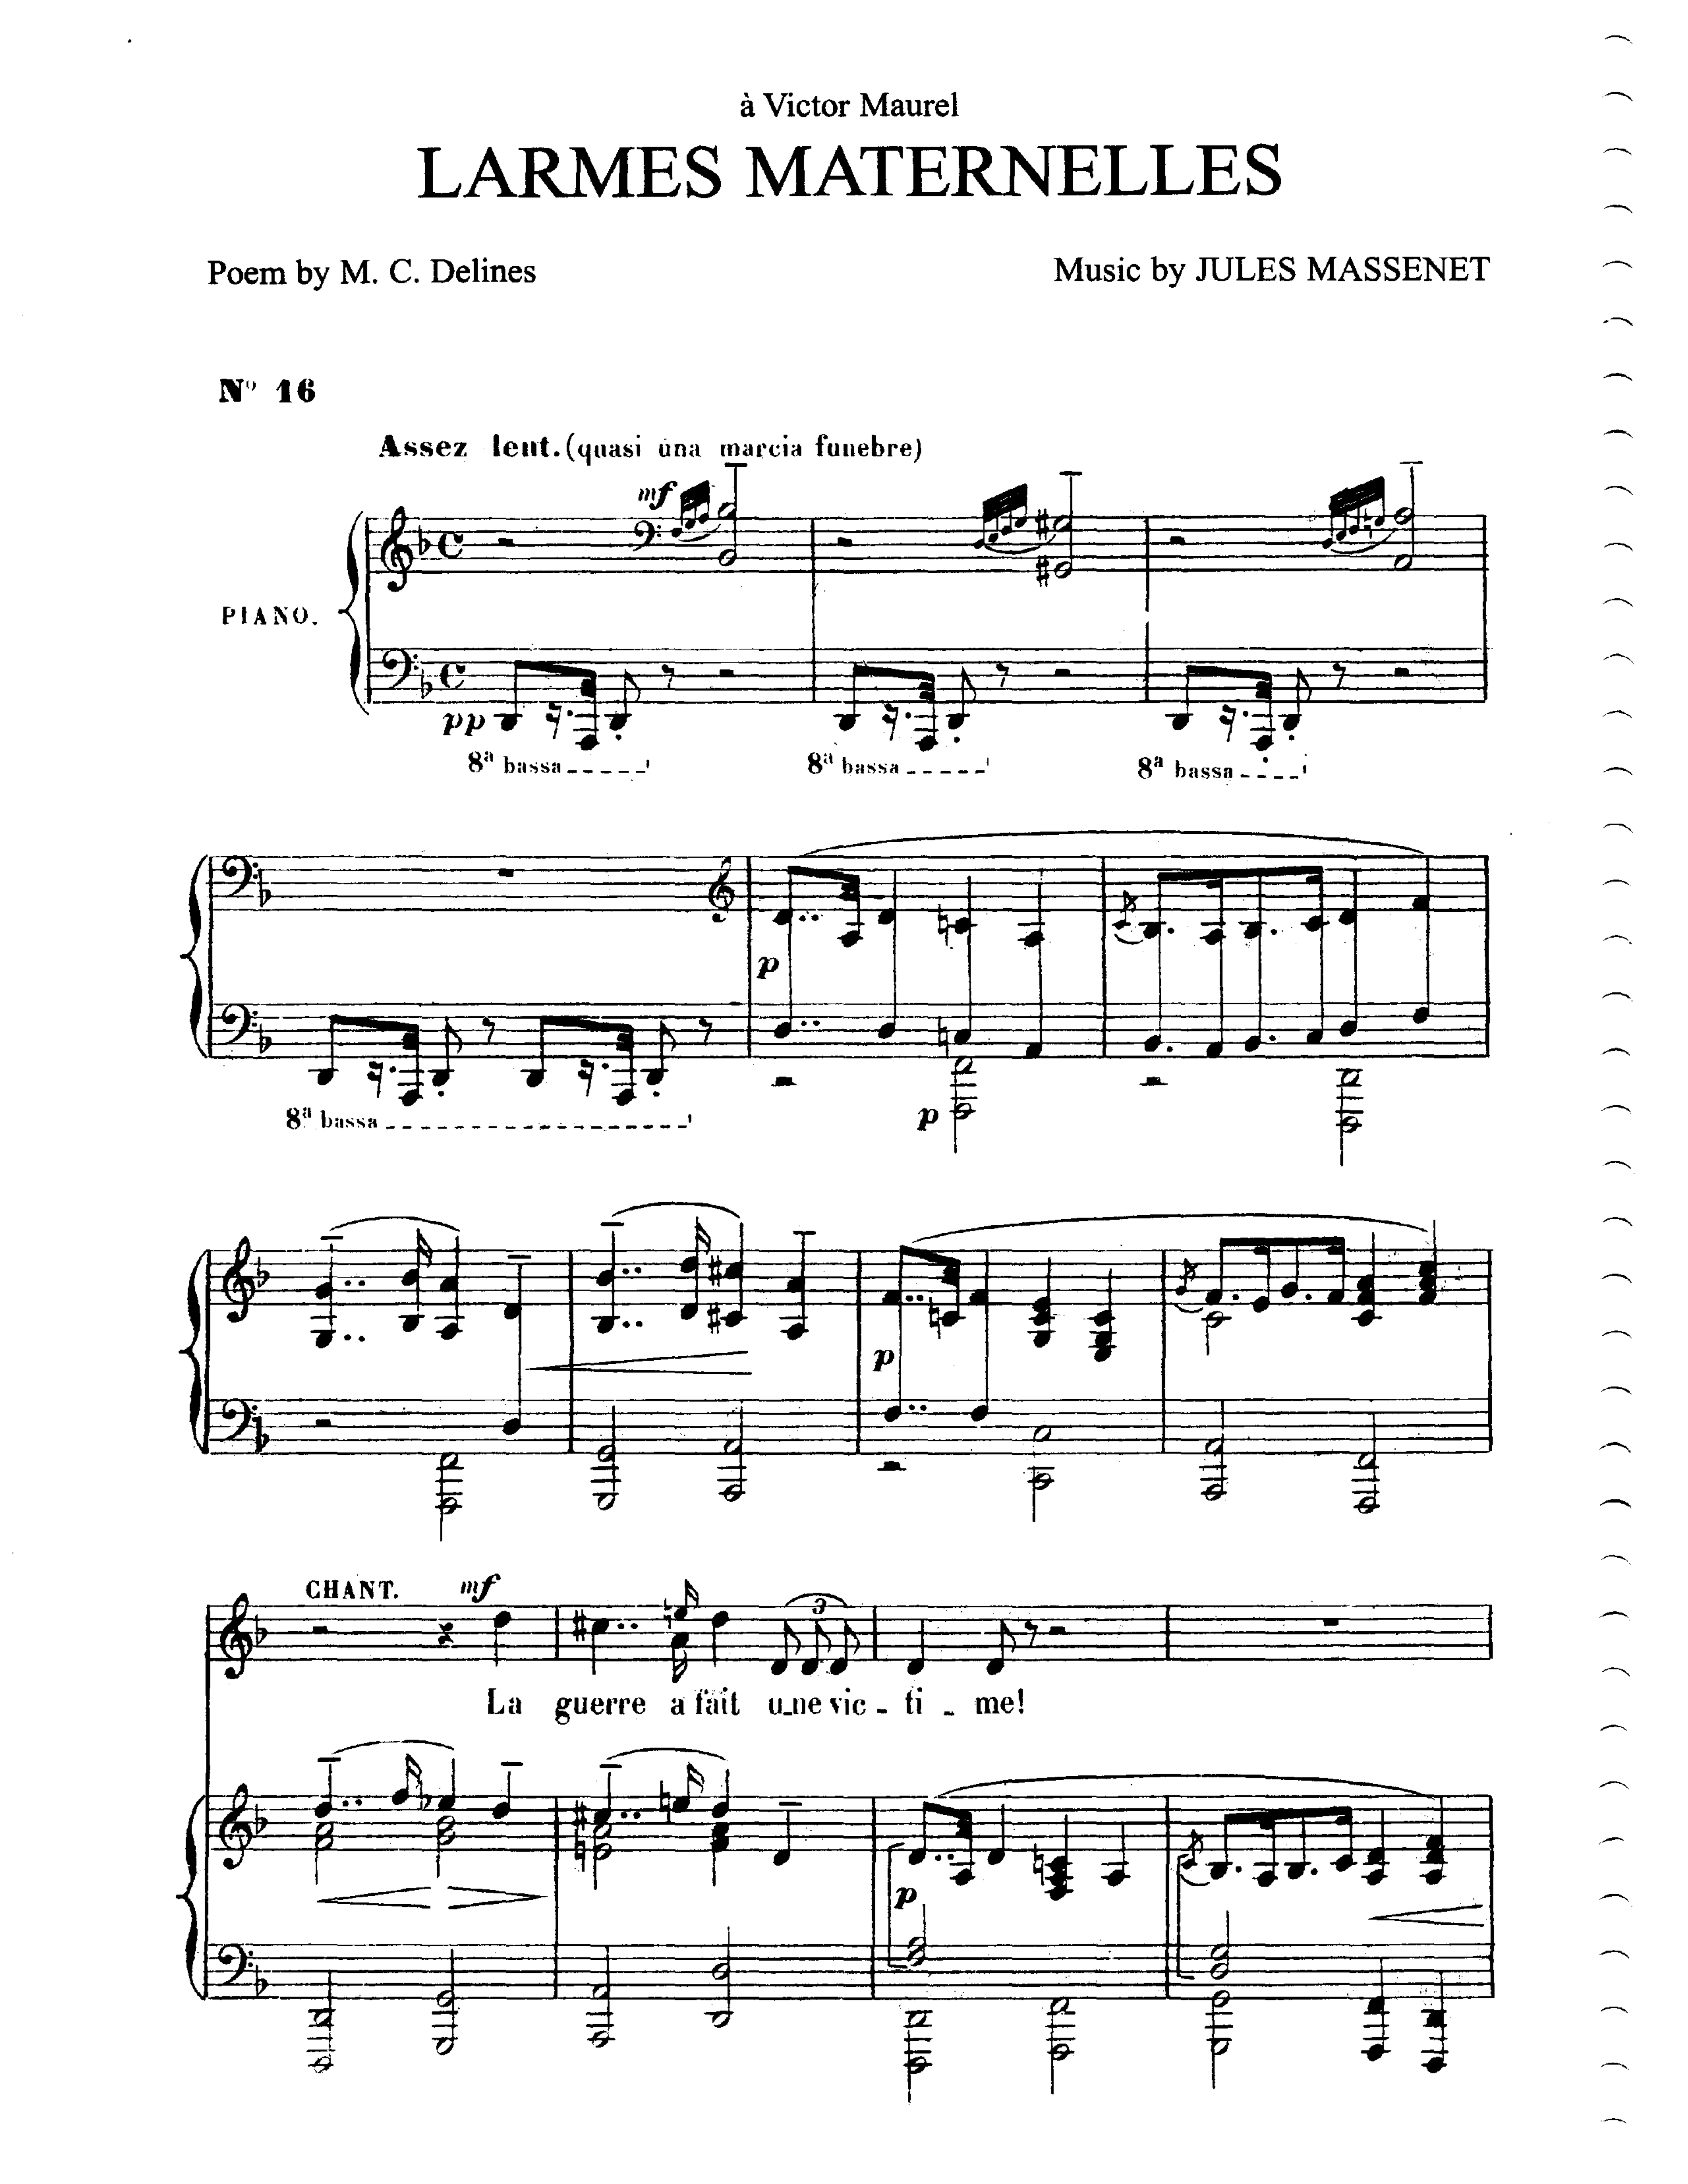 à Victor Maurel
LARMES MATERNELLES
Poem by M. C. Delines
Music by JULES MASSENET
Nº 16
Assez lent. (quasi una marcia funebre)
mf
PIANO.
pp
8ª bassa
8ª bassa
8ª bassa
p
8ª bassa
p
p
CHANT.
mf
3
La guerre a fait u_ne vic - ti - me!
p